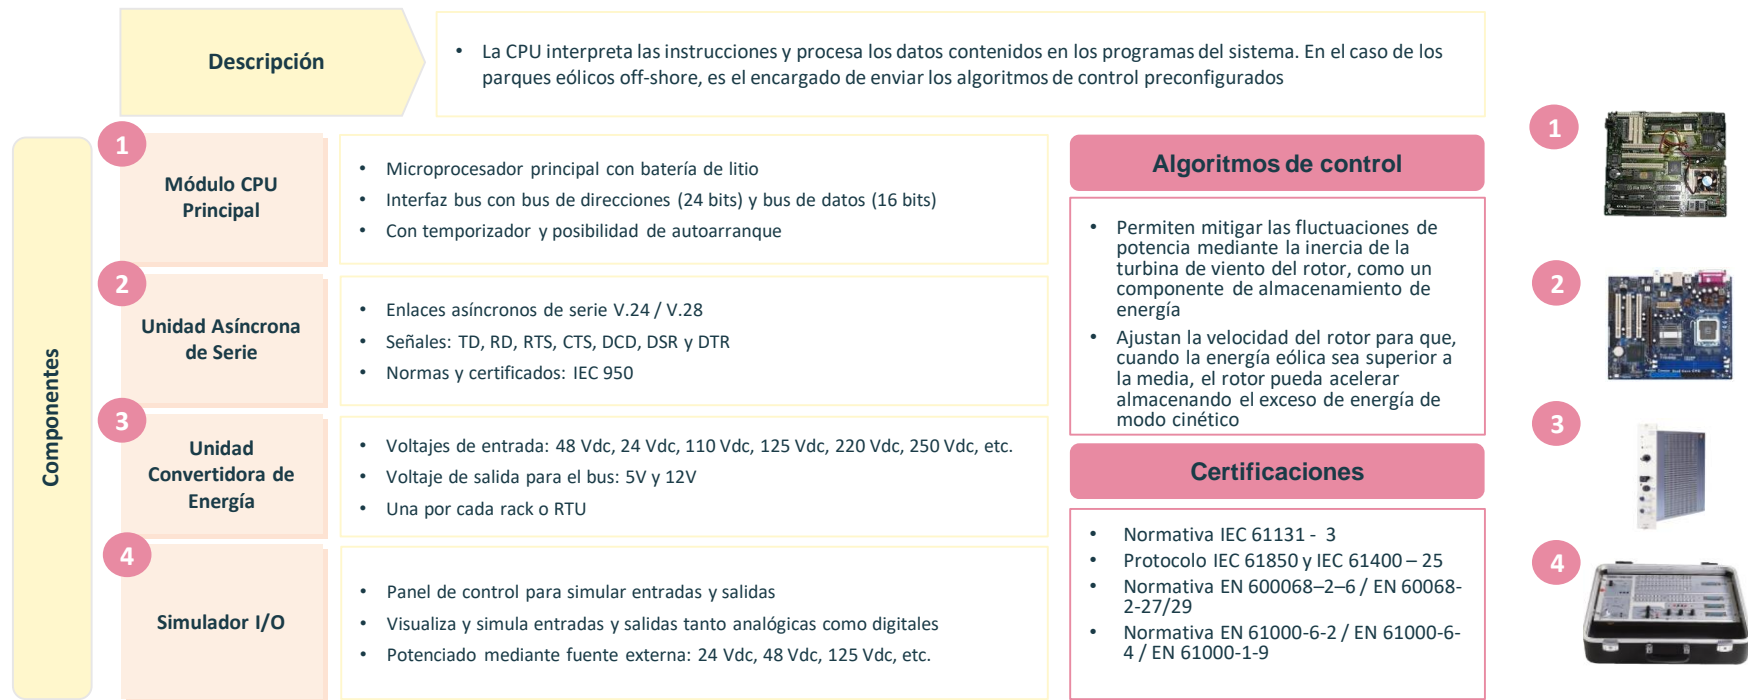 Descripción
• La CPU interpreta las instrucciones y procesa los datos contenidos en los programas del sistema. En el caso de los
parques eólicos off-shore, es el encargado de enviar los algoritmos de control preconfigurados
Componentes
1
Módulo CPU
Principal
• Microprocesador principal con batería de litio
• Interfaz bus con bus de direcciones (24 bits) y bus de datos (16 bits)
• Con temporizador y posibilidad de autoarranque
2
Unidad Asíncrona
de Serie
• Enlaces asíncronos de serie V.24 / V.28
• Señales: TD, RD, RTS, CTS, DCD, DSR y DTR
• Normas y certificados: IEC 950
3
Unidad
Convertidora de
Energía
• Voltajes de entrada: 48 Vdc, 24 Vdc, 110 Vdc, 125 Vdc, 220 Vdc, 250 Vdc, etc.
• Voltaje de salida para el bus: 5V y 12V
• Una por cada rack o RTU
4
Simulador I/O
• Panel de control para simular entradas y salidas
• Visualiza y simula entradas y salidas tanto analógicas como digitales
• Potenciado mediante fuente externa: 24 Vdc, 48 Vdc, 125 Vdc, etc.
Algoritmos de control
• Permiten mitigar las fluctuaciones de
potencia mediante la inercia de la
turbina de viento del rotor, como un
componente de almacenamiento de
energía
• Ajustan la velocidad del rotor para que,
cuando la energía eólica sea superior a
la media, el rotor pueda acelerar
almacenando el exceso de energía de
modo cinético
Certificaciones
• Normativa IEC 61131 - 3
• Protocolo IEC 61850 y IEC 61400 – 25
• Normativa EN 600068–2–6 / EN 60068-
2-27/29
• Normativa EN 61000-6-2 / EN 61000-6-
4 / EN 61000-1-9
1
2
3
4